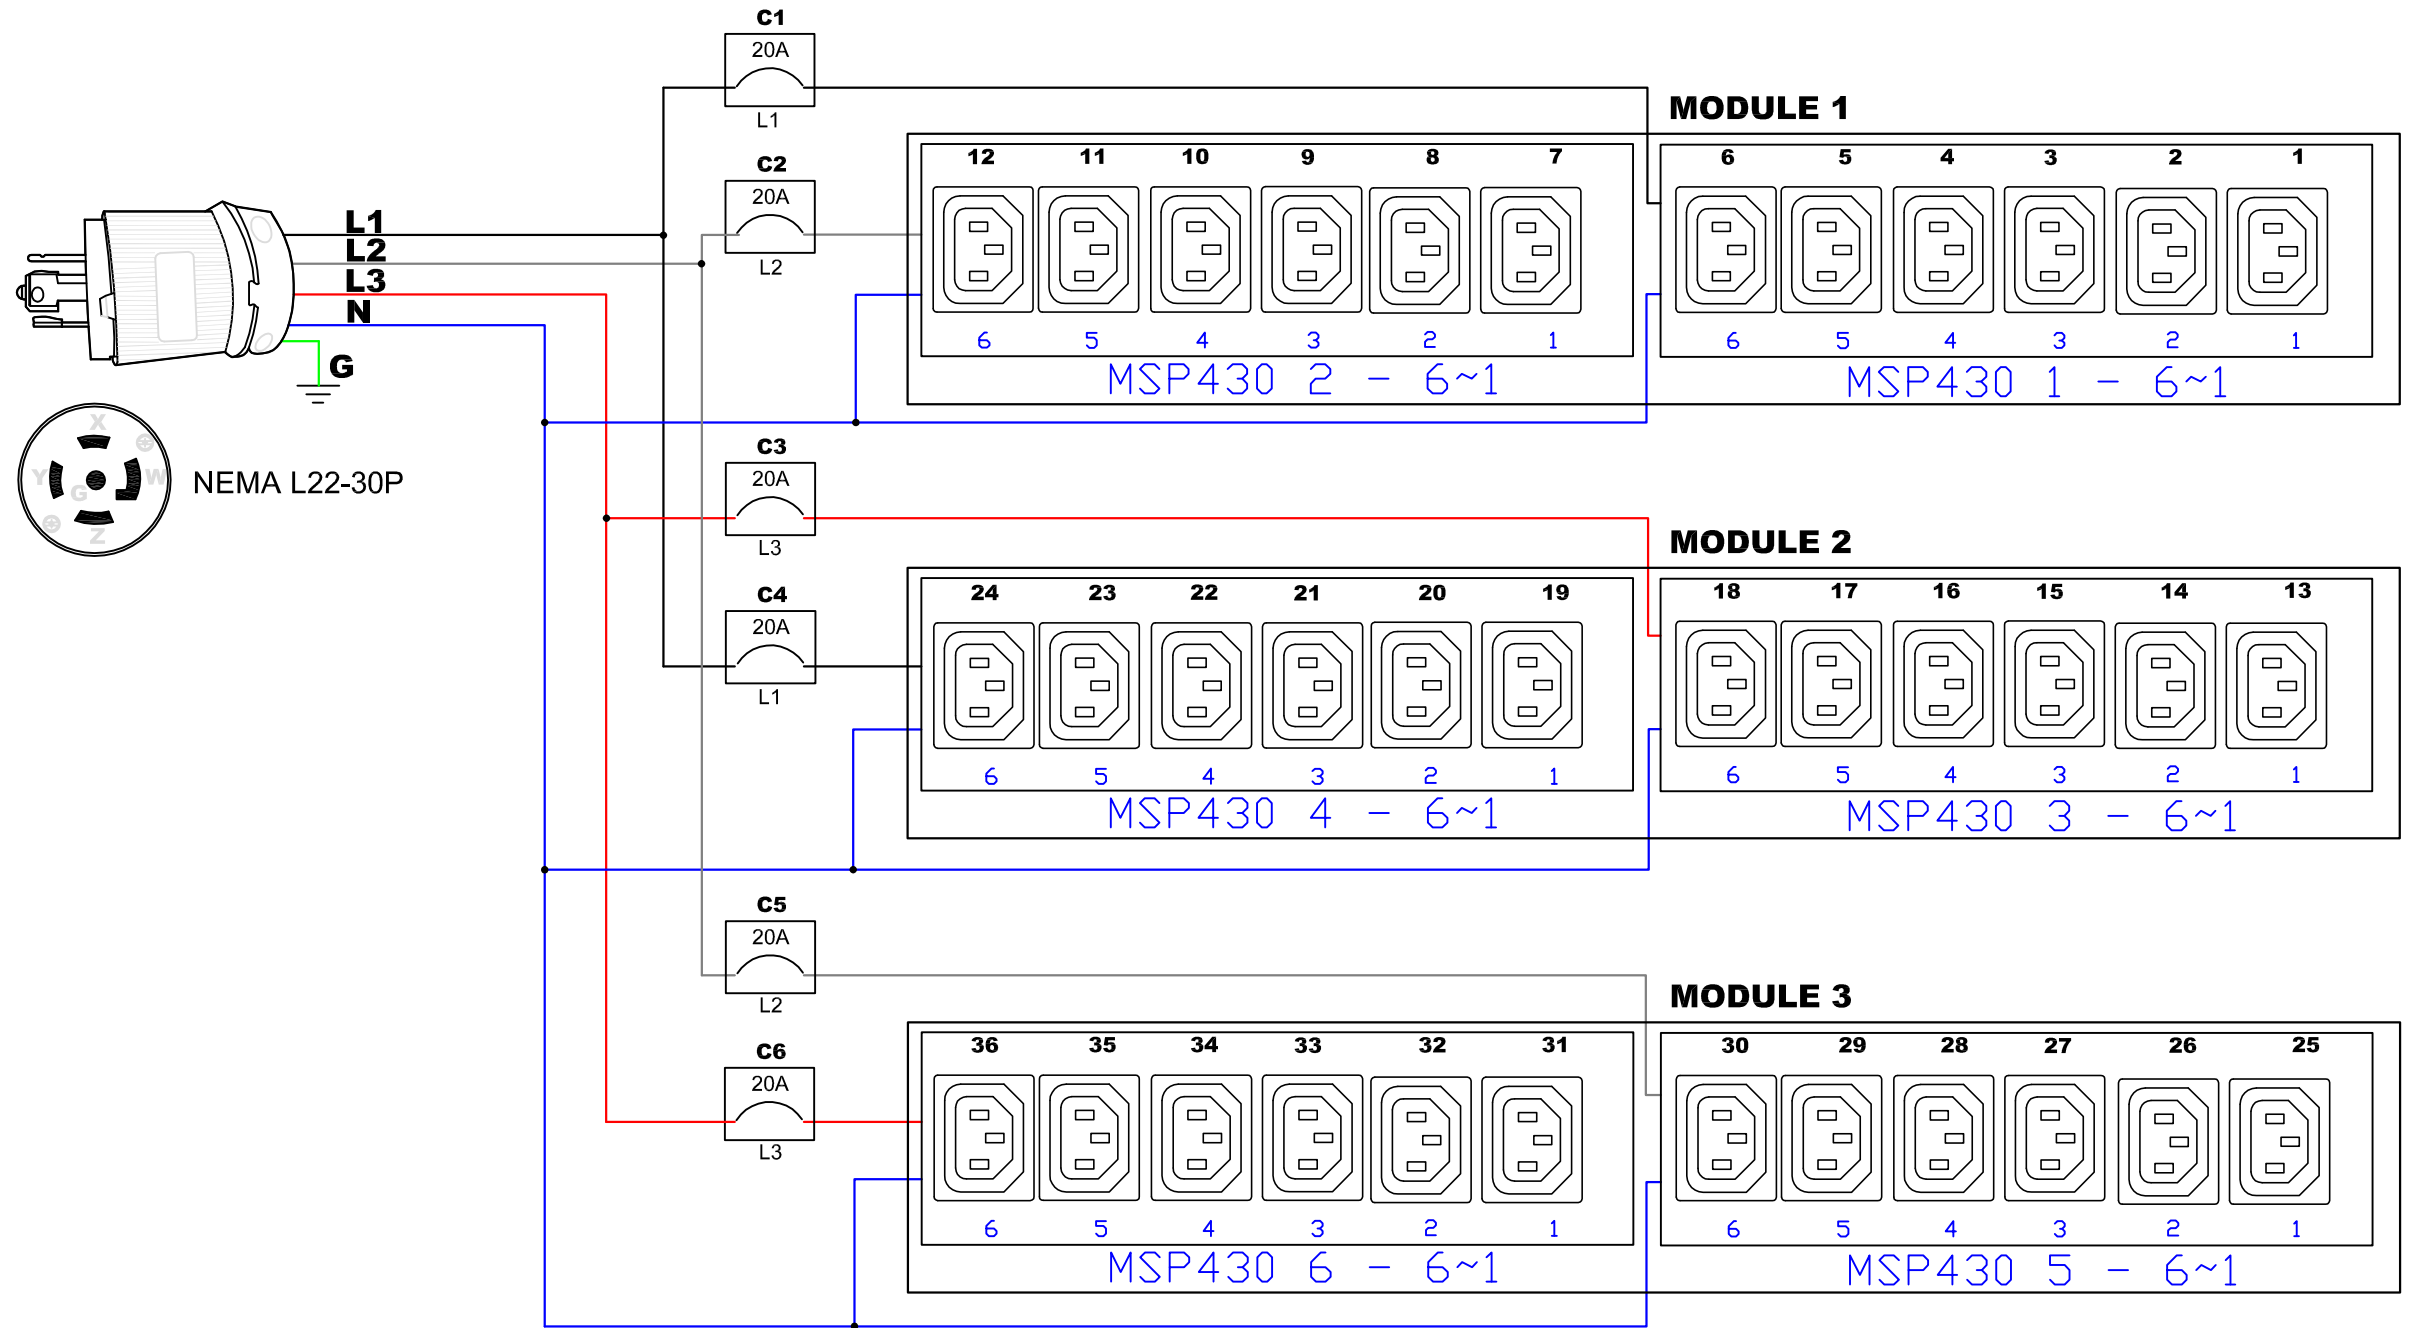 C1
20A
L1
MODULE 1
C2
20A
L2
12 11 10 9 8 7
6 5 4 3 2 1
6 5 4 3 2 1
6 5 4 3 2 1
MSP430 2 - 6~1
MSP430 1 - 6~1
L1
L2
L3
N
G
X
Y
W
G
Z
NEMA L22-30P
C3
20A
L3
MODULE 2
C4
20A
L1
24 23 22 21 20 19
18 17 16 15 14 13
6 5 4 3 2 1
6 5 4 3 2 1
MSP430 4 - 6~1
MSP430 3 - 6~1
C5
20A
L2
MODULE 3
C6
20A
L3
36 35 34 33 32 31
30 29 28 27 26 25
6 5 4 3 2 1
6 5 4 3 2 1
MSP430 6 - 6~1
MSP430 5 - 6~1